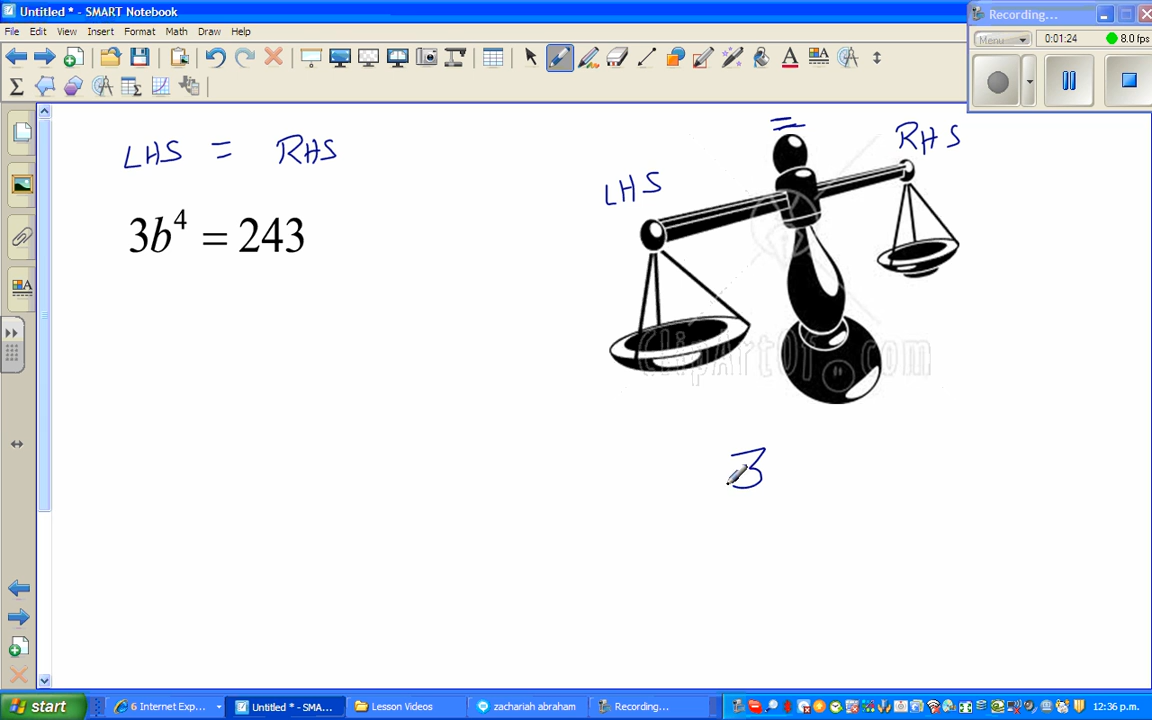 Untitled * - SMART Notebook
Recording...
File Edit View Insert Format Math Draw Help
Menu 0:01:24 8.0 fps
LHS = RHS
=
RHS
LHS
3b⁴ = 243
ClipArtOf .com
3
start 6 Internet Exp... Untitled * - SMA... Lesson Videos zachariah abraham Recording... 12:36 p.m.